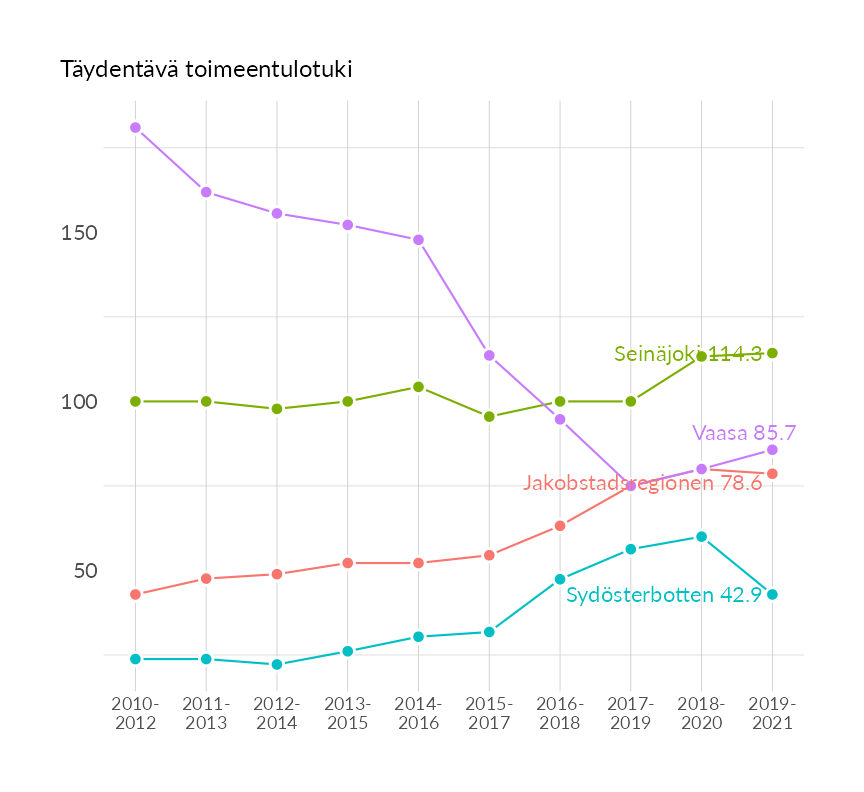 Täydentävä toimeentulotuki
150
100
50
Seinäjoki 114.3
Vaasa 85.7
Jakobstadsregionen 78.6
Sydösterbotten 42.9
2010- 2011- 2012- 2013- 2014- 2015- 2016- 2017- 2018- 2019-
2012 2013 2014 2015 2016 2017 2018 2019 2020 2021